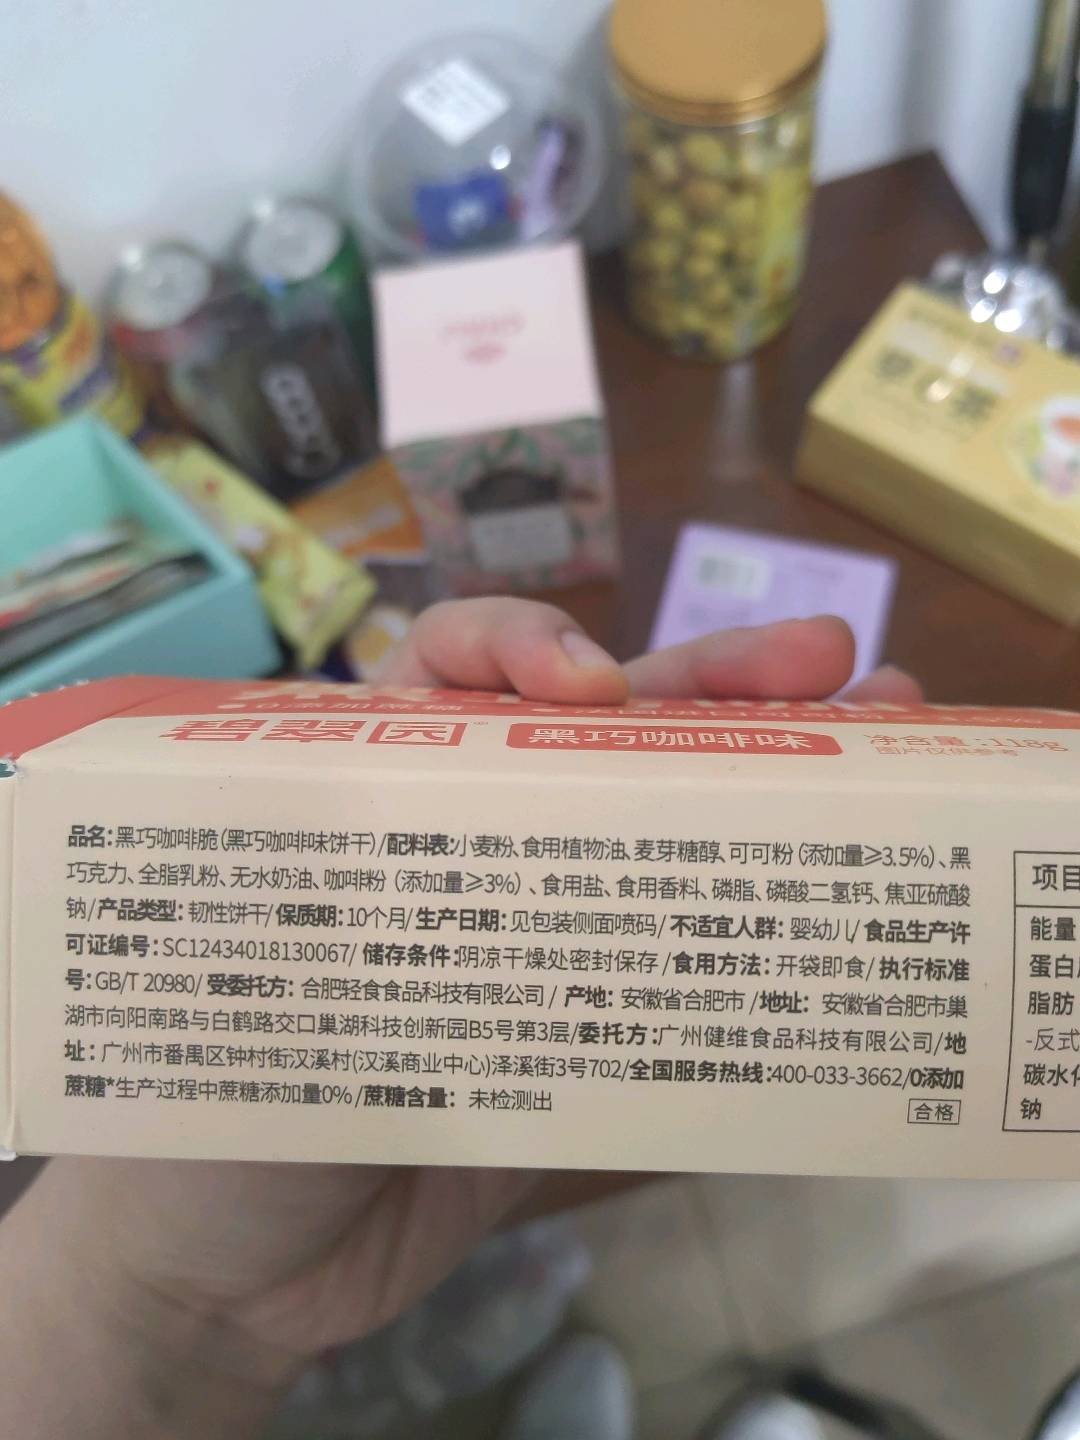 0添加蔗糖
碧翠园® 黑巧咖啡味 净含量:118g
图片仅供参考
品名:黑巧咖啡脆(黑巧咖啡味饼干)/配料表:小麦粉、食用植物油、麦芽糖醇、可可粉(添加量≥3.5%)、黑
巧克力、全脂乳粉、无水奶油、咖啡粉(添加量≥3%)、食用盐、食用香料、磷脂、磷酸二氢钙、焦亚硫酸
钠/产品类型:韧性饼干/保质期:10个月/生产日期:见包装侧面喷码/不适宜人群:婴幼儿/食品生产许
可证编号:SC12434018130067/储存条件:阴凉干燥处密封保存/食用方法:开袋即食/执行标准
号:GB/T 20980/受委托方:合肥轻食食品科技有限公司/产地:安徽省合肥市/地址:安徽省合肥市巢
湖市向阳南路与白鹤路交口巢湖科技创新园B5号第3层/委托方:广州健维食品科技有限公司/地
址:广州市番禺区钟村街汉溪村(汉溪商业中心)泽溪街3号702/全国服务热线:400-033-3662/0添加
蔗糖*生产过程中蔗糖添加量0%/蔗糖含量:未检测出
合格
项目
能量
蛋白
脂肪
-反式
碳水
钠